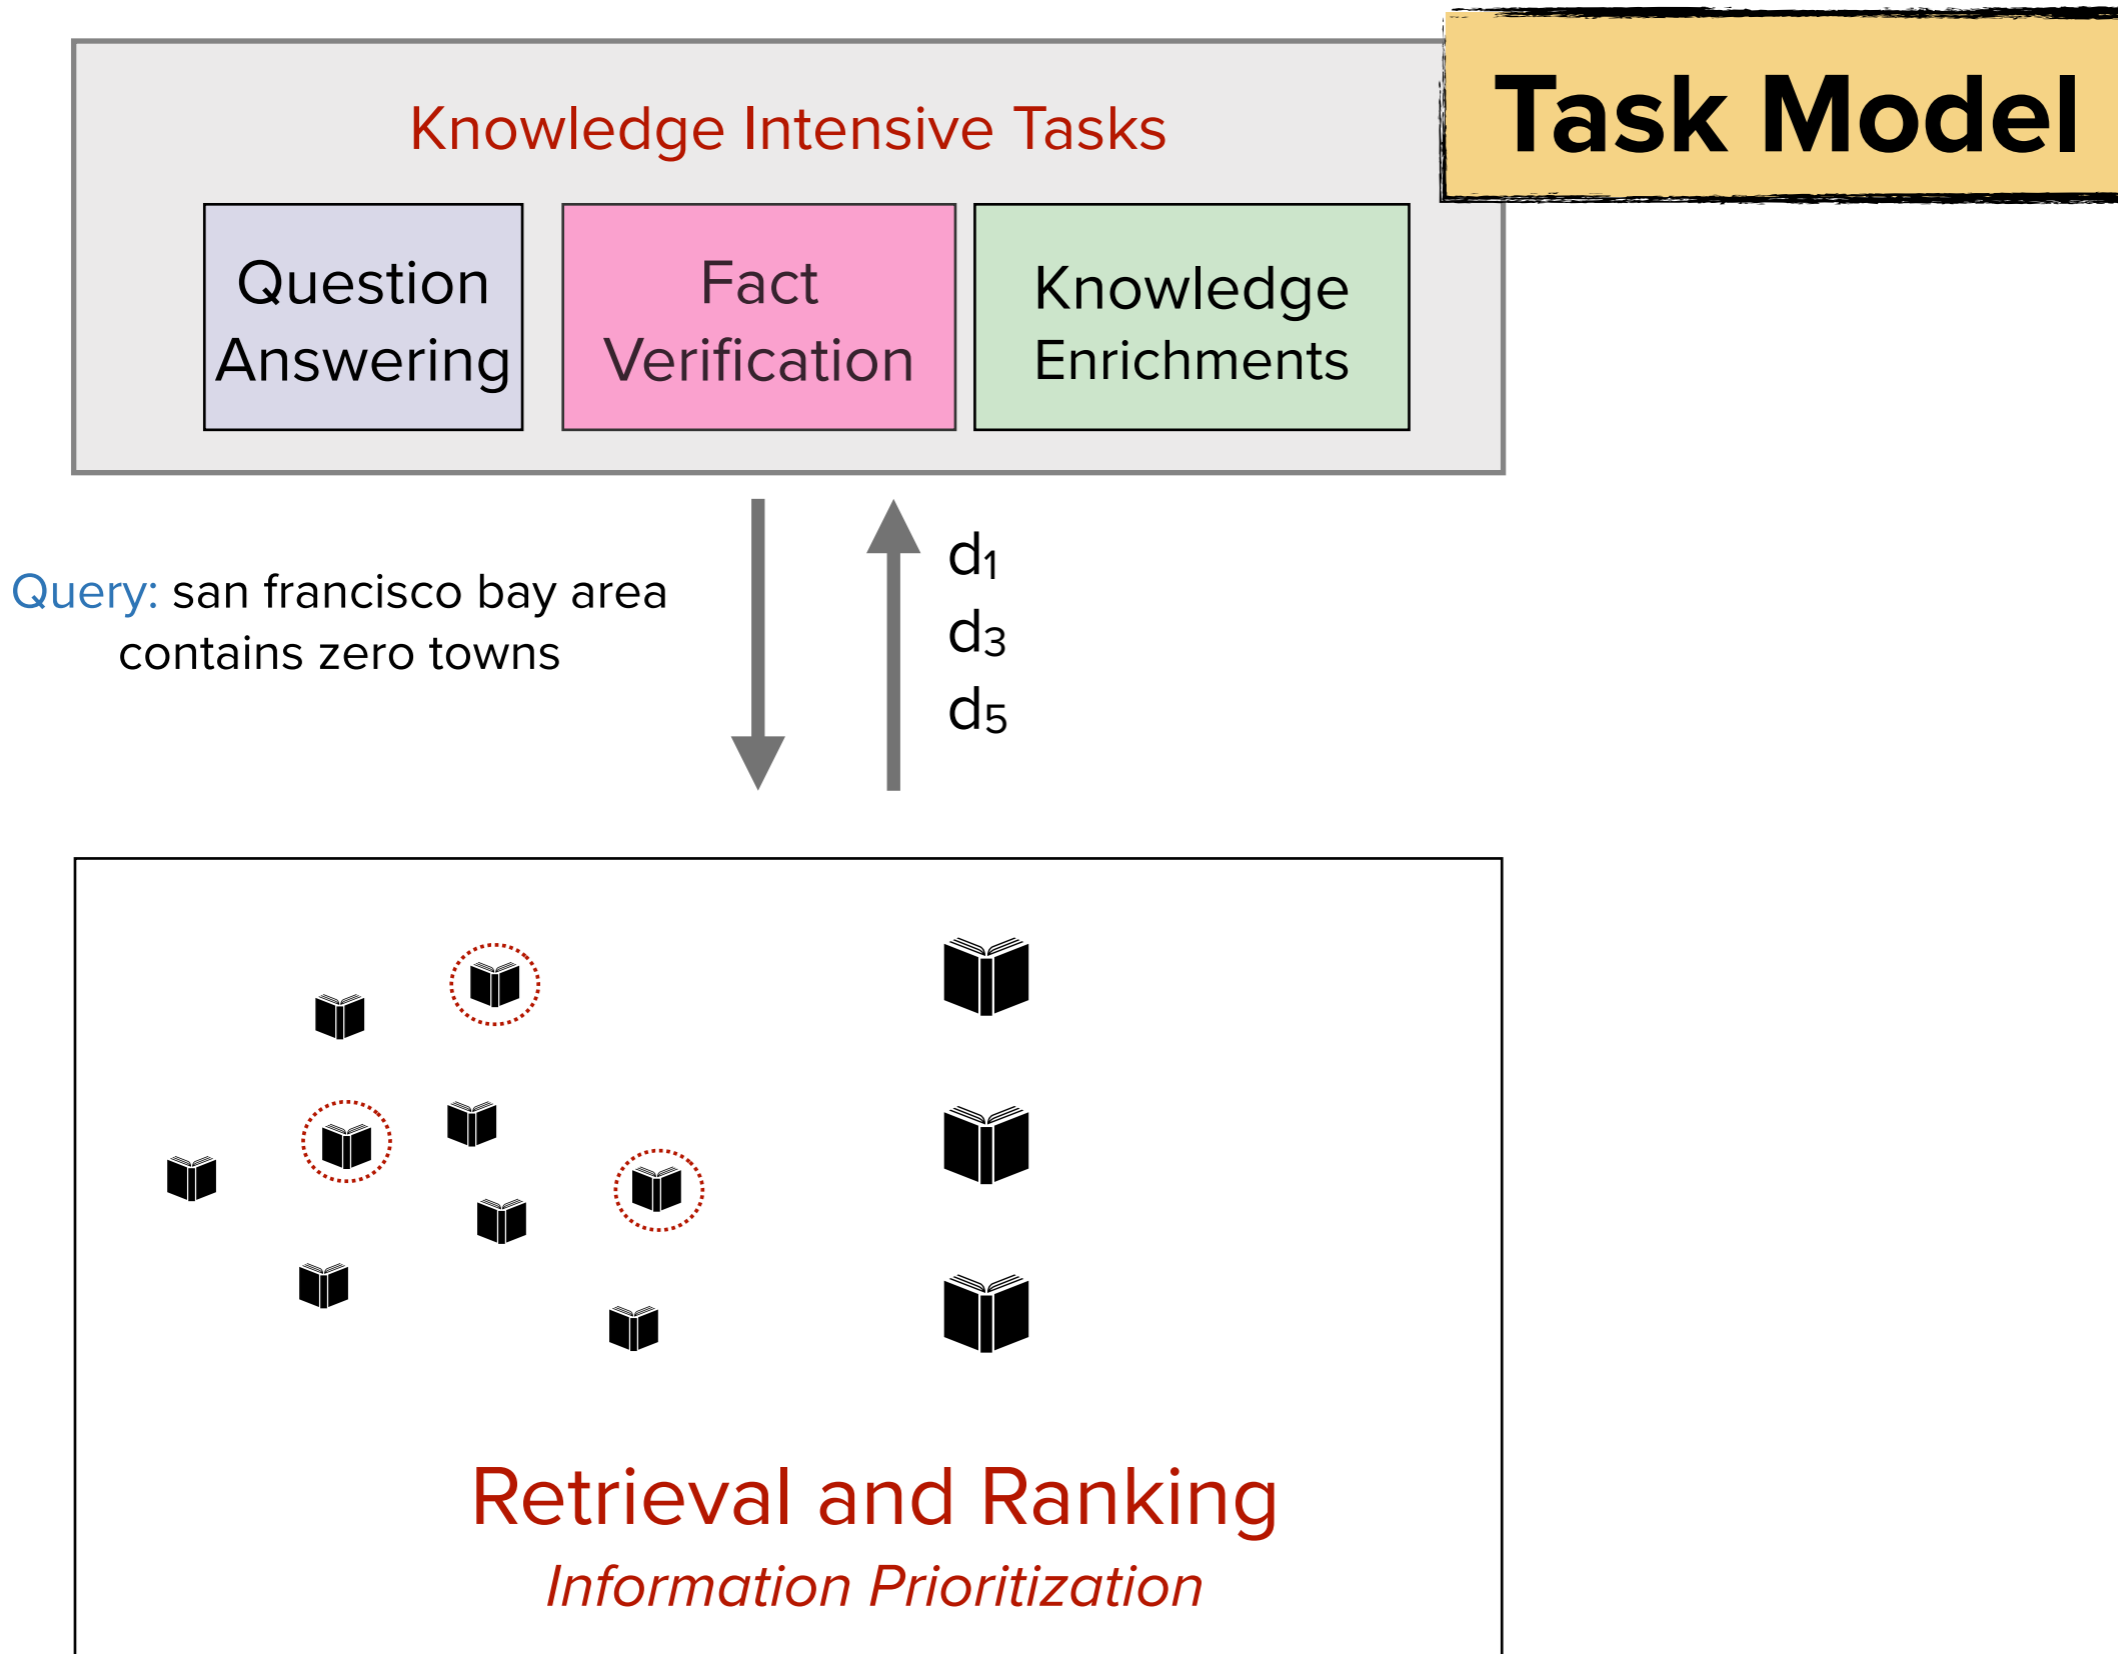 Task Model
Knowledge Intensive Tasks
Question
Answering
Fact
Verification
Knowledge
Enrichments
Query: san francisco bay area
contains zero towns
d₁
d₃
d₅
Retrieval and Ranking
Information Prioritization